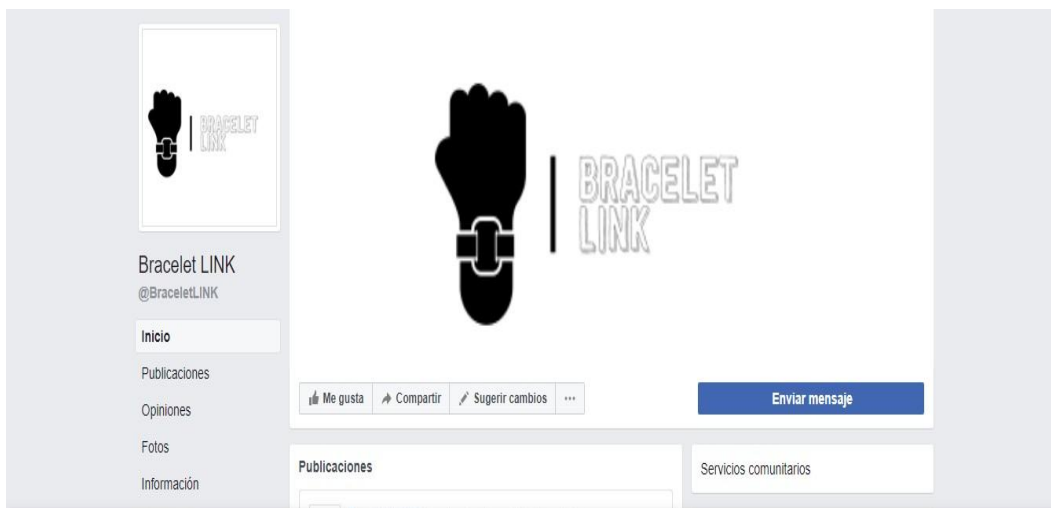 BRACELET
LINK
Bracelet LINK
@BraceletLINK
Inicio
Publicaciones
Opiniones
Fotos
Información
BRACELET
LINK
Me gusta
Compartir
Sugerir cambios
Enviar mensaje
Publicaciones
Servicios comunitarios